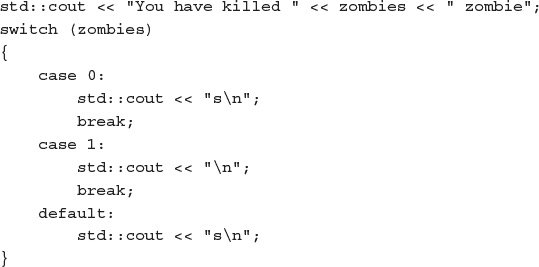 std::cout << "You have killed " << zombies << " zombie";
switch (zombies)
{
    case 0:
        std::cout << "s\n";
        break;
    case 1:
        std::cout << "\n";
        break;
    default:
        std::cout << "s\n";
}